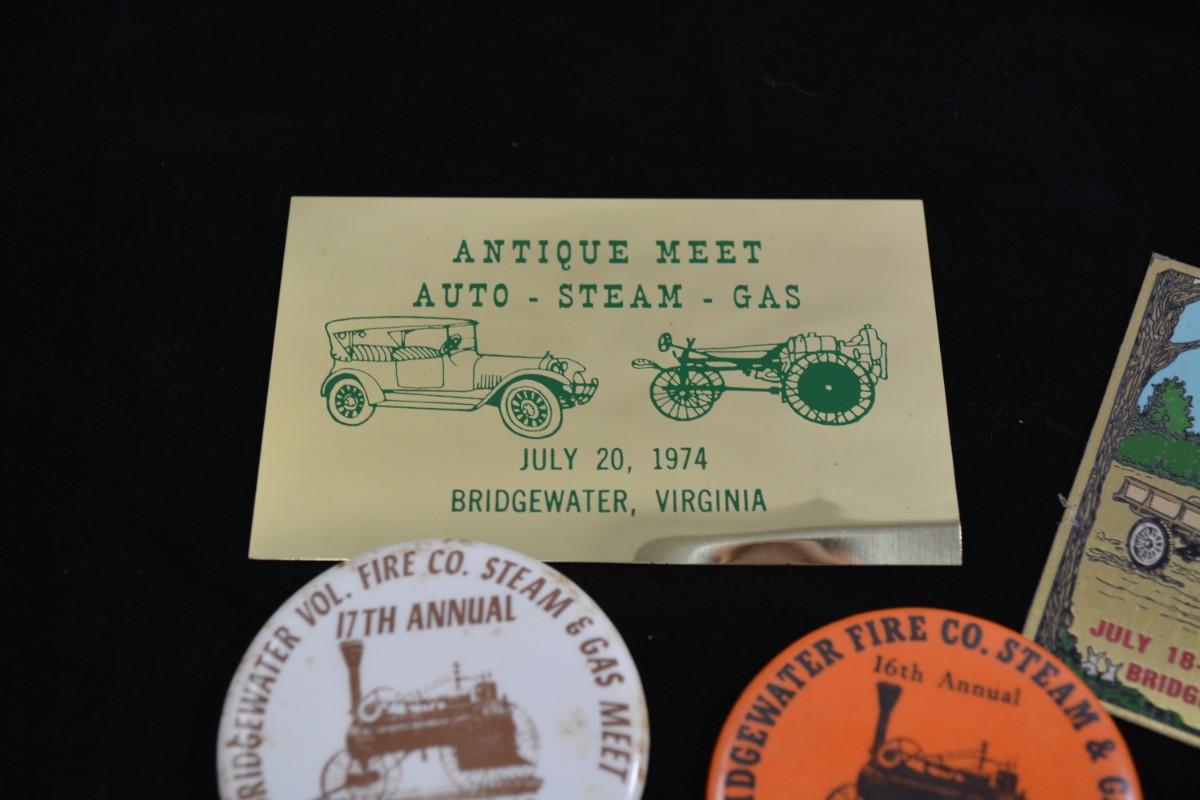 ANTIQUE MEET
AUTO - STEAM - GAS
JULY 20, 1974
BRIDGEWATER, VIRGINIA
BRIDGEWATER VOL. FIRE CO. STEAM & GAS MEET
17TH ANNUAL
BRIDGEWATER FIRE CO. STEAM &
16th Annual
JULY 18